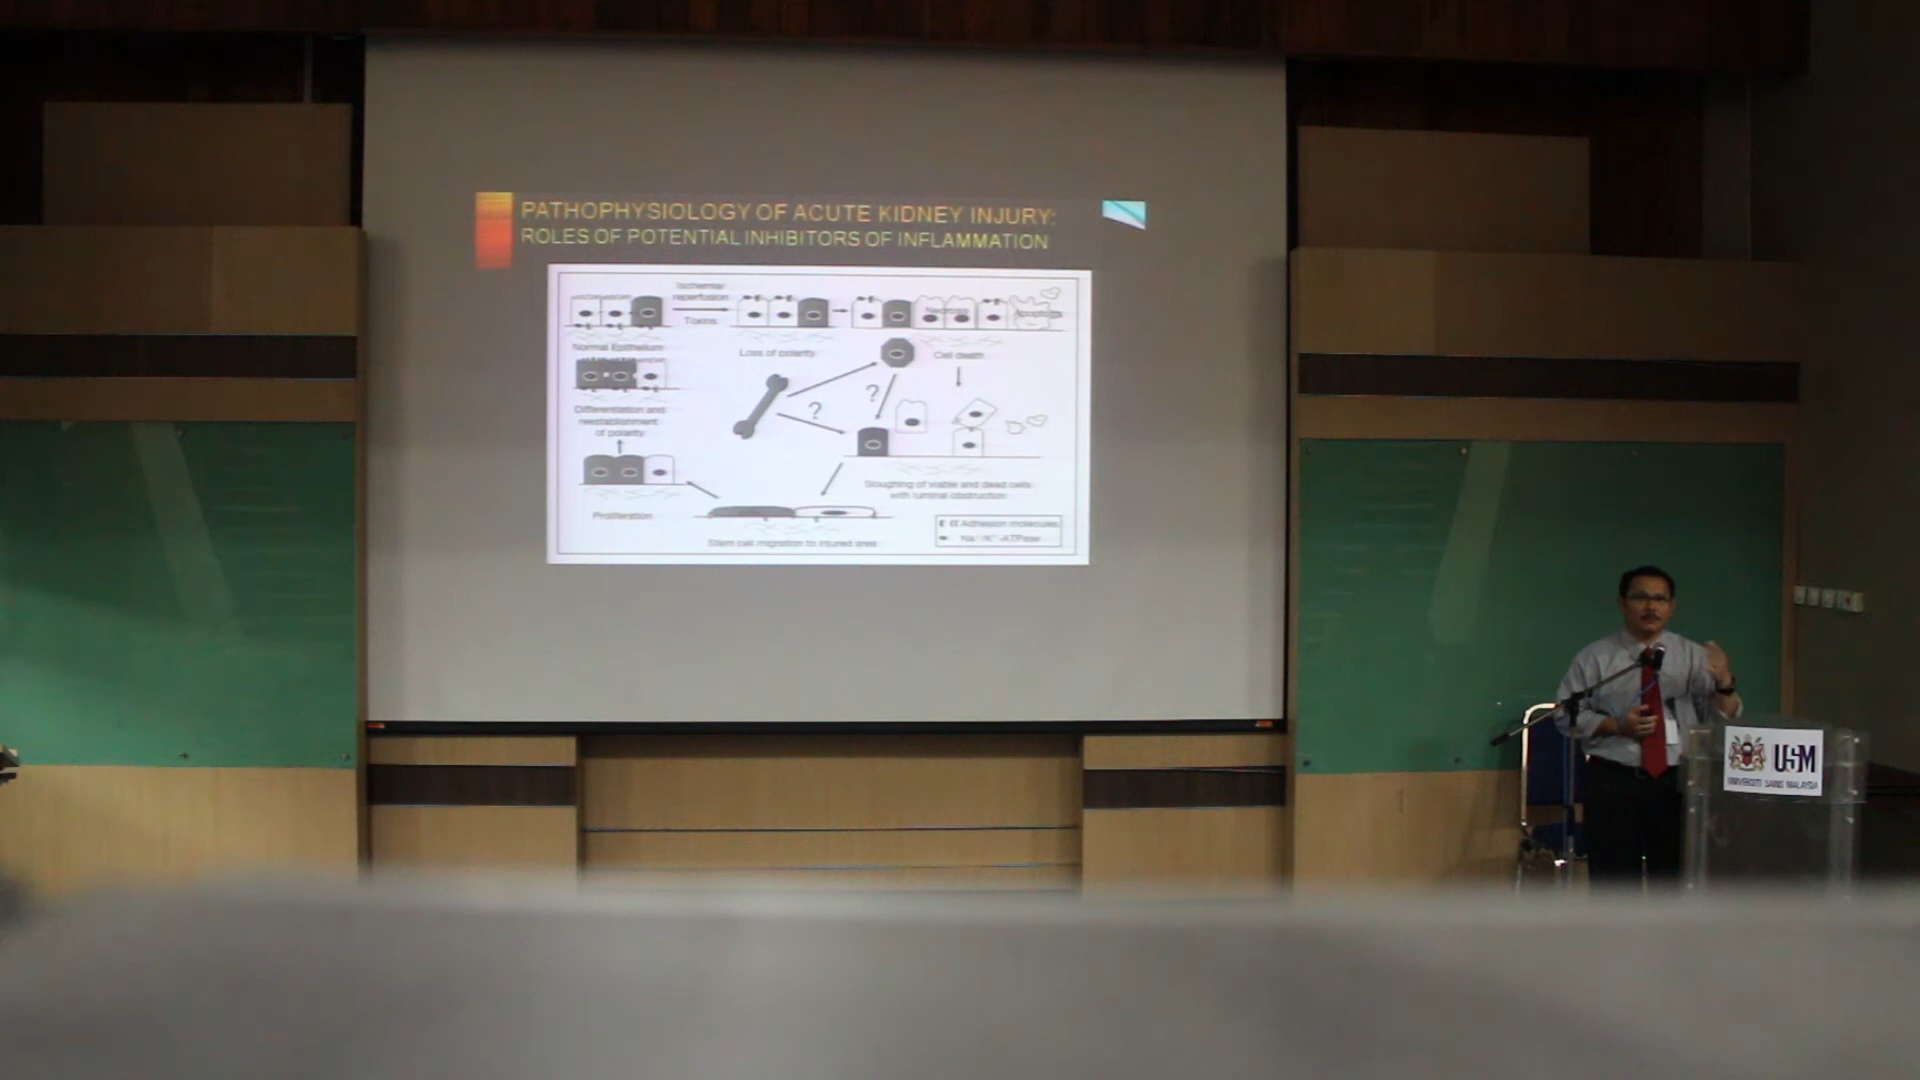 PATHOPHYSIOLOGY OF ACUTE KIDNEY INJURY:
ROLES OF POTENTIAL INHIBITORS OF INFLAMMATION
Ischemia/
reperfusion
Toxins
Necrosis
Apoptosis
Normal Epithelium
Loss of polarity
Cell death
?
?
Differentiation and
reestablishment
of polarity
Sloughing of viable and dead cells
with luminal obstruction
Proliferation
Adhesion molecules
Na⁺/K⁺-ATPase
Stem cell migration to injured area
USM
UNIVERSITI SAINS MALAYSIA